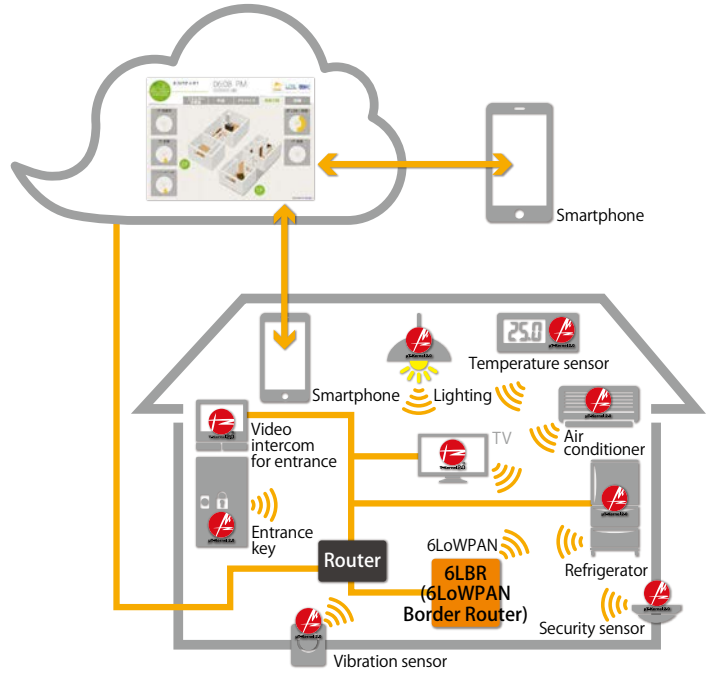 06:08 PM
Smartphone
25.0
Temperature sensor
Smartphone
Lighting
Video
intercom
for entrance
TV
Air
conditioner
Entrance
key
Router
6LoWPAN
6LBR
(6LoWPAN
Border Router)
Refrigerator
Security sensor
Vibration sensor